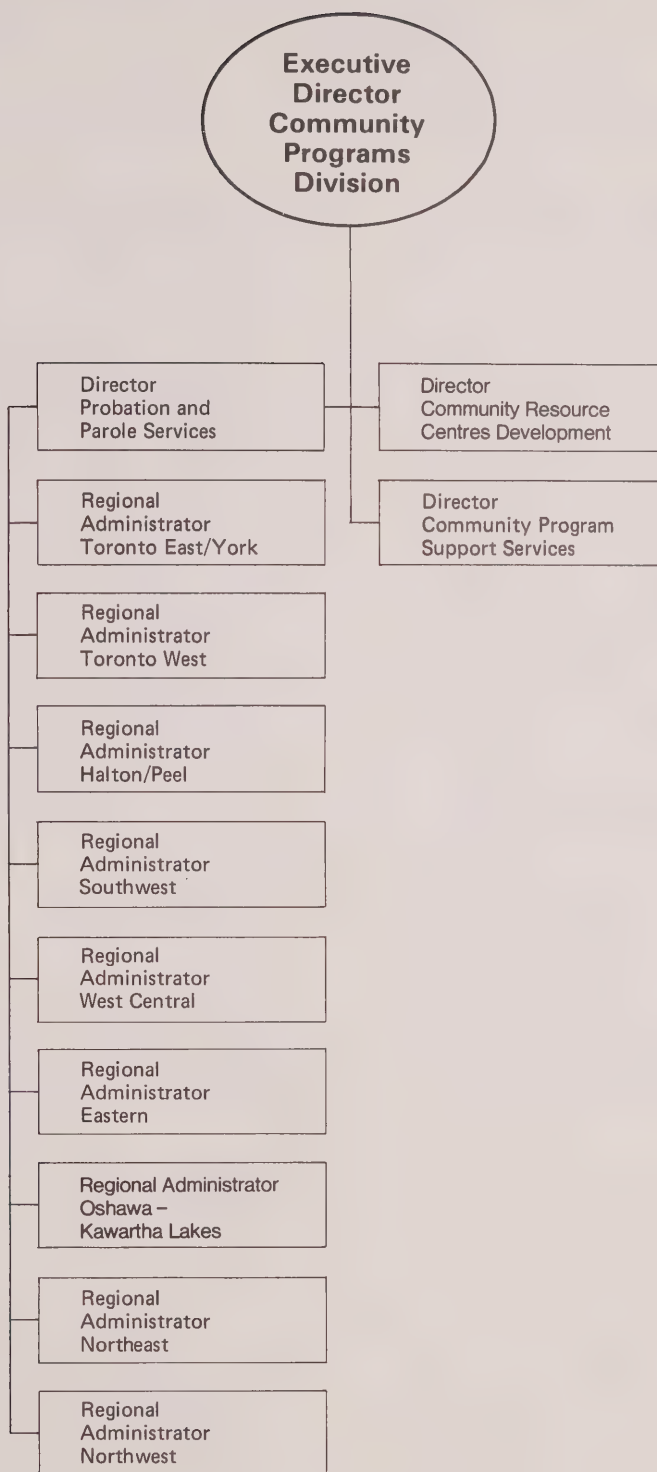 Executive
Director
Community
Programs
Division
Director
Probation and
Parole Services
Director
Community Resource
Centres Development
Regional
Administrator
Toronto East/York
Director
Community Program
Support Services
Regional
Administrator
Toronto West
Regional
Administrator
Halton/Peel
Regional
Administrator
Southwest
Regional
Administrator
West Central
Regional
Administrator
Eastern
Regional Administrator
Oshawa –
Kawartha Lakes
Regional
Administrator
Northeast
Regional
Administrator
Northwest